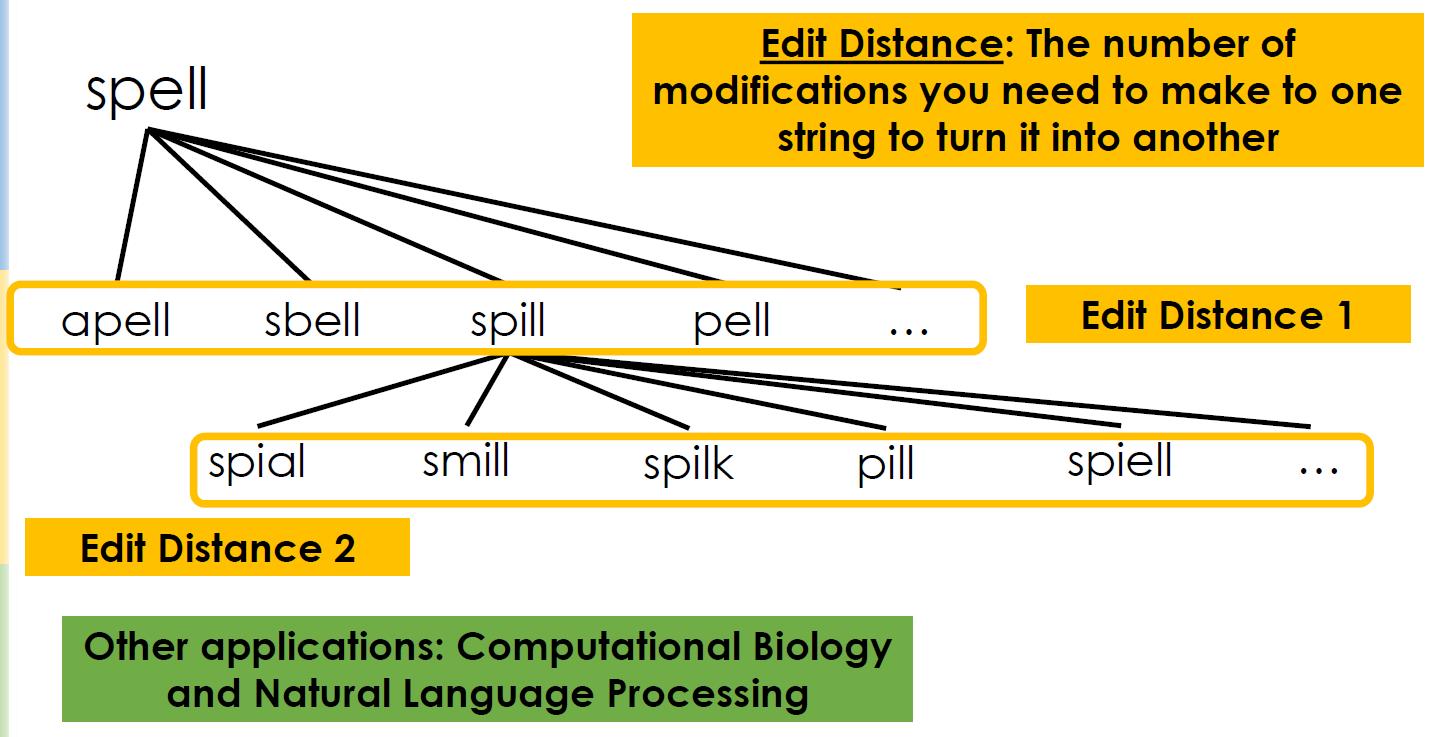 spell
Edit Distance: The number of
modifications you need to make to one
string to turn it into another
apell sbell spill pell ...
Edit Distance 1
spial smill spilk pill spiell ...
Edit Distance 2
Other applications: Computational Biology
and Natural Language Processing